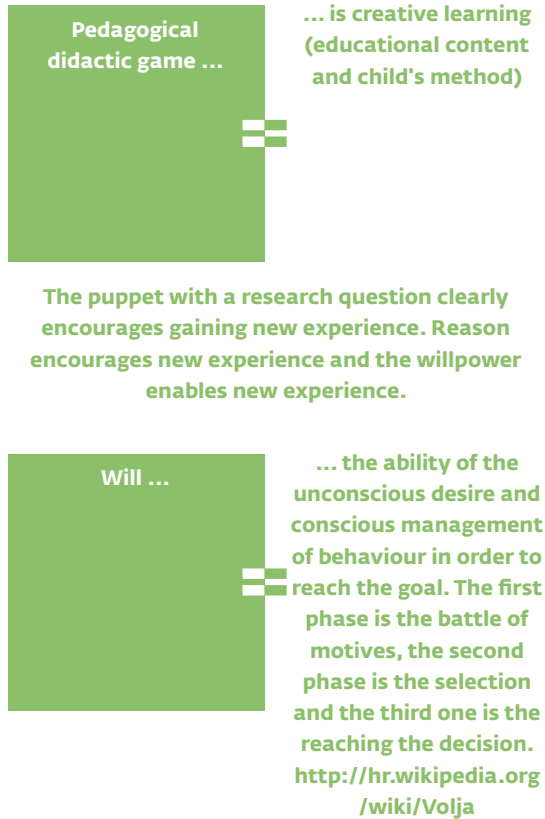 Pedagogical
didactic game ...
=
... is creative learning
(educational content
and child's method)
The puppet with a research question clearly
encourages gaining new experience. Reason
encourages new experience and the willpower
enables new experience.
Will ...
=
... the ability of the
unconscious desire and
conscious management
of behaviour in order to
reach the goal. The first
phase is the battle of
motives, the second
phase is the selection
and the third one is the
reaching the decision.
http://hr.wikipedia.org
/wiki/Volja